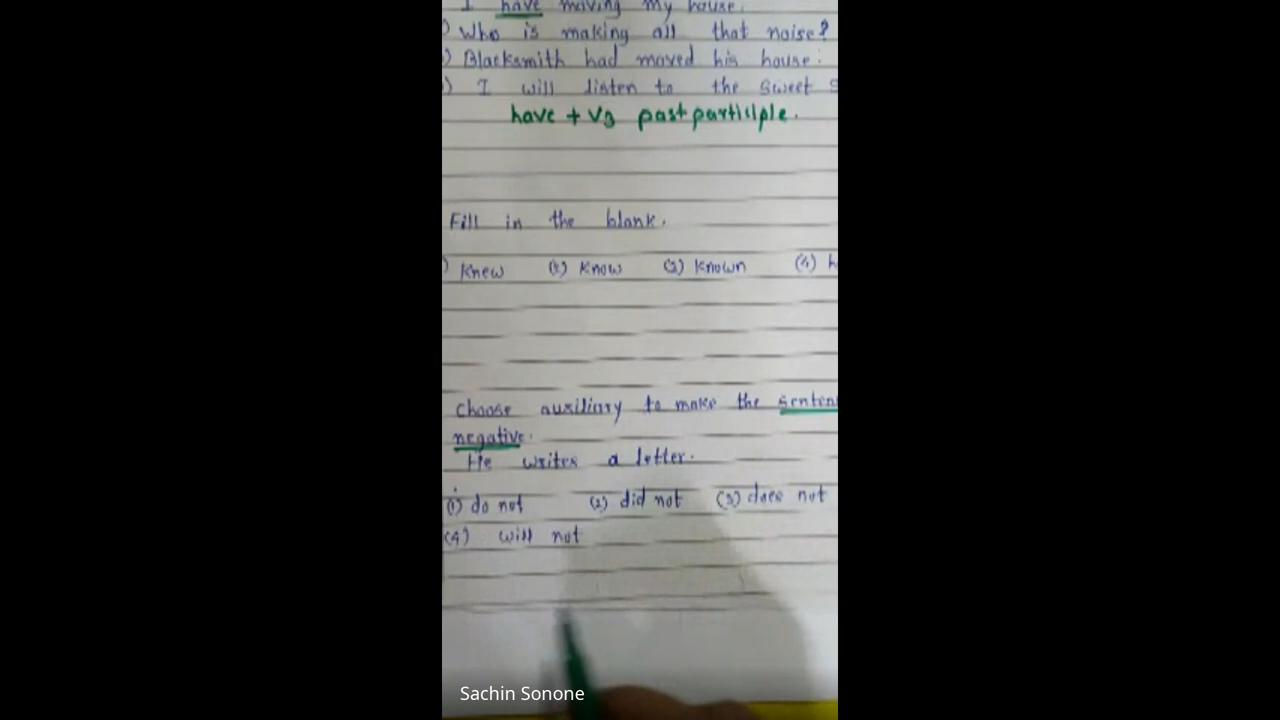 I have moving my house.
) Who is making all that noise?
) Blacksmith had moved his house.
) I will listen to the sweet s
have + V3 past participle.
Fill in the blank.
) Knew (2) Know (3) Known (4) h
Choose auxiliary to make the senten
negative.
He writes a letter.
(1) do not (2) did not (3) does not
(4) will not
Sachin Sonone